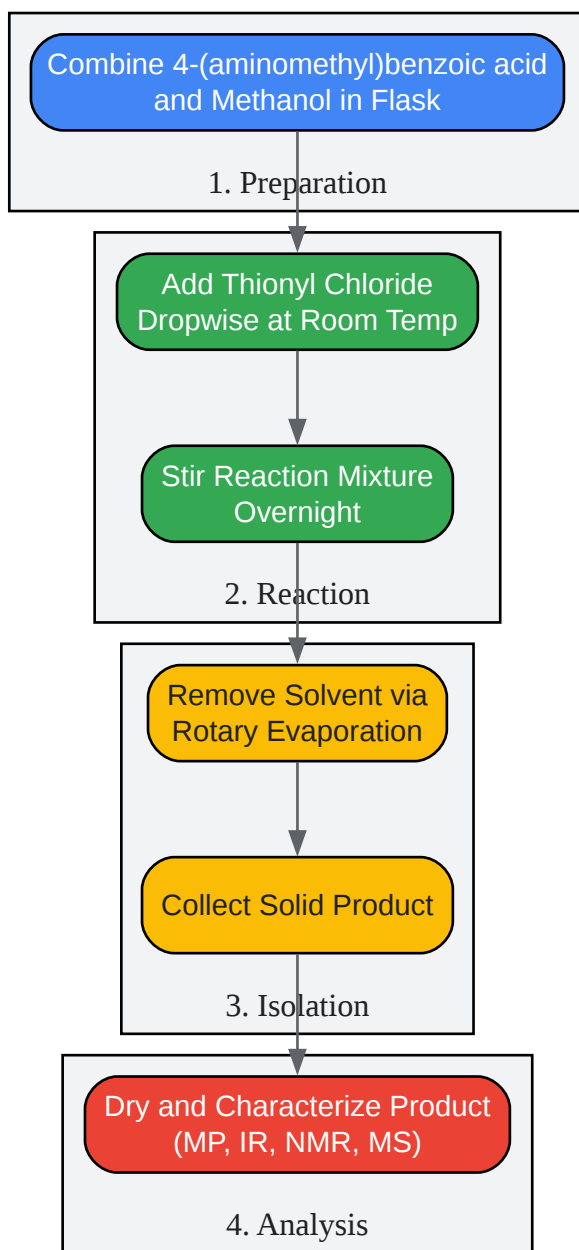 Combine 4-(aminomethyl)benzoic acid
and Methanol in Flask
1. Preparation
Add Thionyl Chloride
Dropwise at Room Temp
Stir Reaction Mixture
Overnight
2. Reaction
Remove Solvent via
Rotary Evaporation
Collect Solid Product
3. Isolation
Dry and Characterize Product
(MP, IR, NMR, MS)
4. Analysis